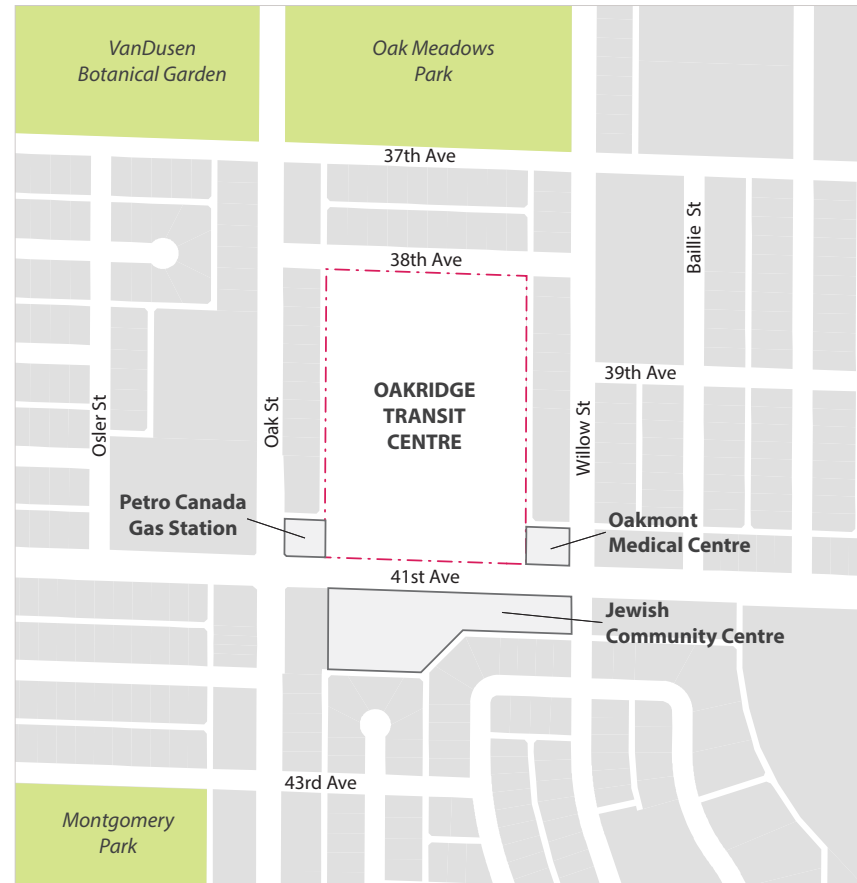 VanDusen
Botanical Garden
Oak Meadows
Park
37th Ave
Baillie St
38th Ave
39th Ave
OAKRIDGE
TRANSIT
CENTRE
Osler St
Oak St
Willow St
Petro Canada
Gas Station
Oakmont
Medical Centre
41st Ave
Jewish
Community Centre
43rd Ave
Montgomery
Park